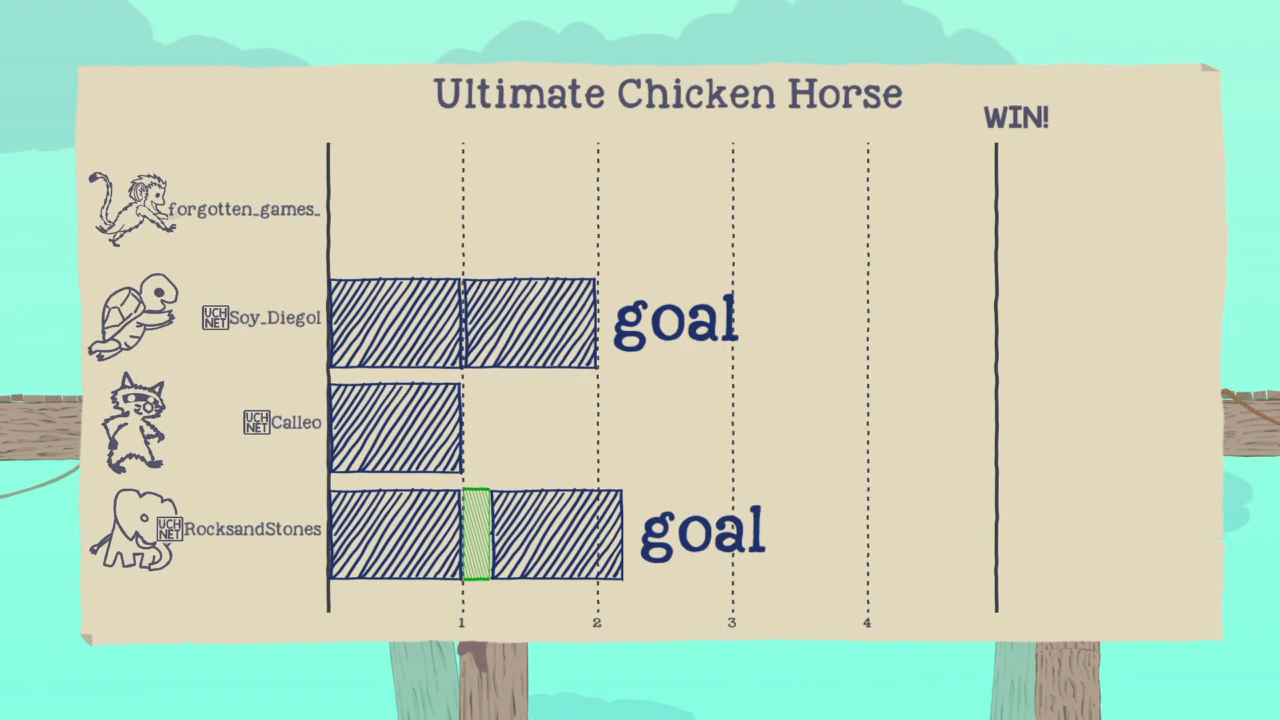 Ultimate Chicken Horse
WIN!
forgotten_games_
UCH NET Soy_Diegol
goal
UCH NET Calleo
UCH NET RocksandStones
goal
1 2 3 4